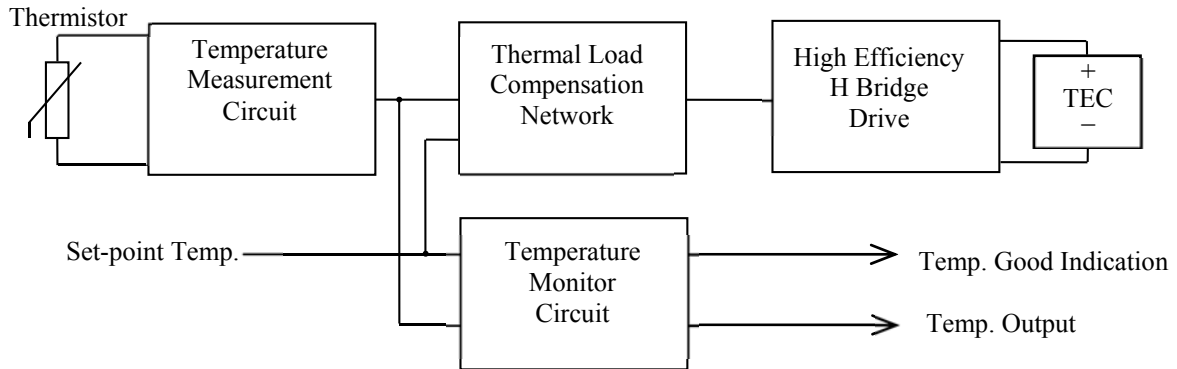 Thermistor
Temperature
Measurement
Circuit
Thermal Load
Compensation
Network
High Efficiency
H Bridge
Drive
+
TEC
−
Set-point Temp.
Temperature
Monitor
Circuit
Temp. Good Indication
Temp. Output